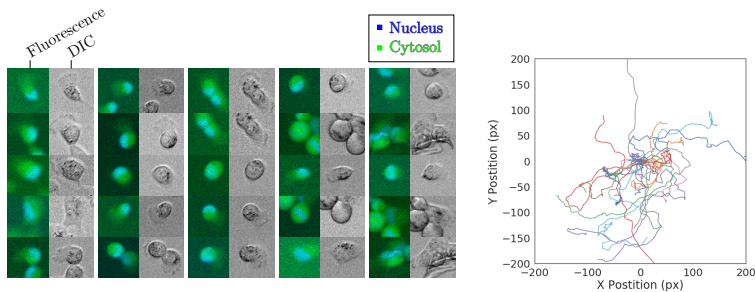 Fluorescence
DIC
Nucleus
Cytosol
200
150
100
50
0
−50
−100
−150
−200
Y Postition (px)
−200
−100
0
100
200
X Postition (px)